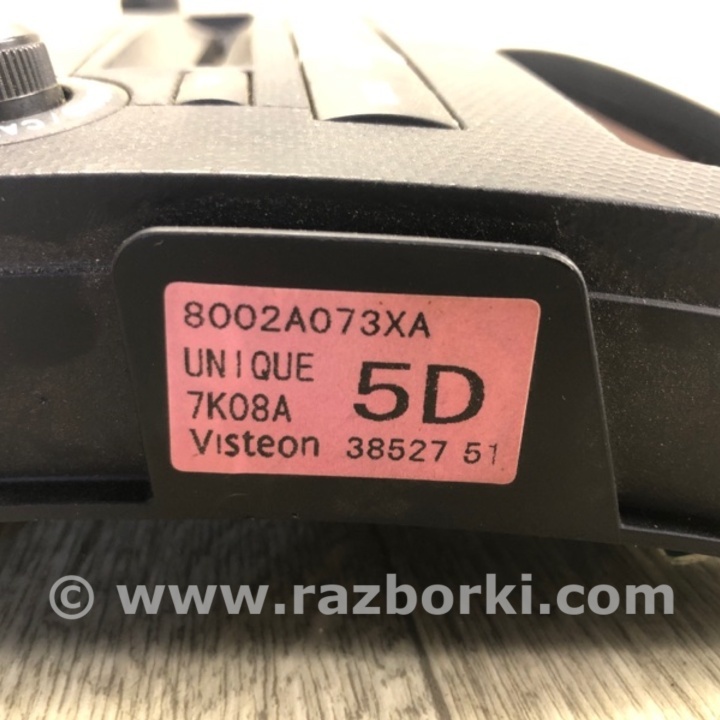 8002A073XA
UNIQUE
7K08A
5D
Visteon 38527 51
© www.razborki.com